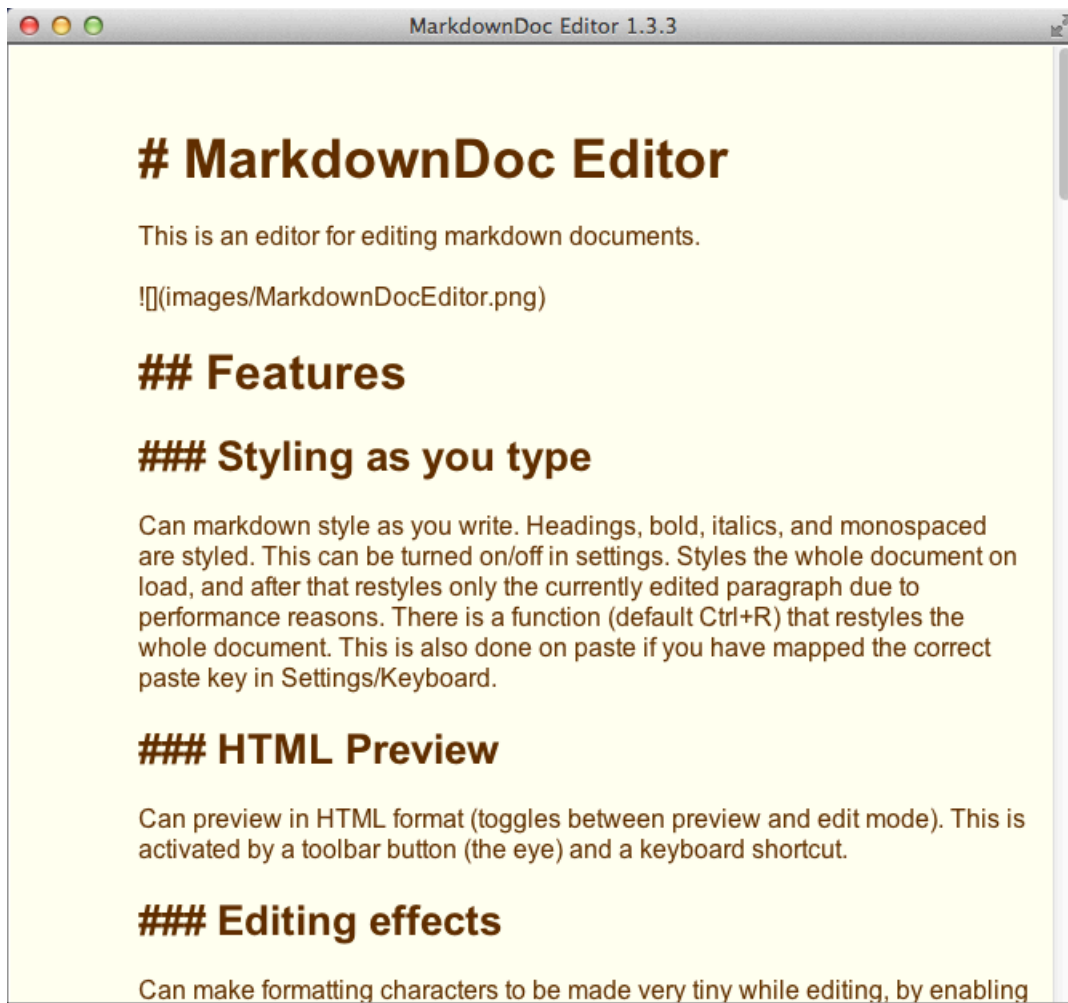 MarkdownDoc Editor 1.3.3
# MarkdownDoc Editor
This is an editor for editing markdown documents.
![](images/MarkdownDocEditor.png)
## Features
### Styling as you type
Can markdown style as you write. Headings, bold, italics, and monospaced
are styled. This can be turned on/off in settings. Styles the whole document on
load, and after that restyles only the currently edited paragraph due to
performance reasons. There is a function (default Ctrl+R) that restyles the
whole document. This is also done on paste if you have mapped the correct
paste key in Settings/Keyboard.
### HTML Preview
Can preview in HTML format (toggles between preview and edit mode). This is
activated by a toolbar button (the eye) and a keyboard shortcut.
### Editing effects
Can make formatting characters to be made very tiny while editing, by enabling